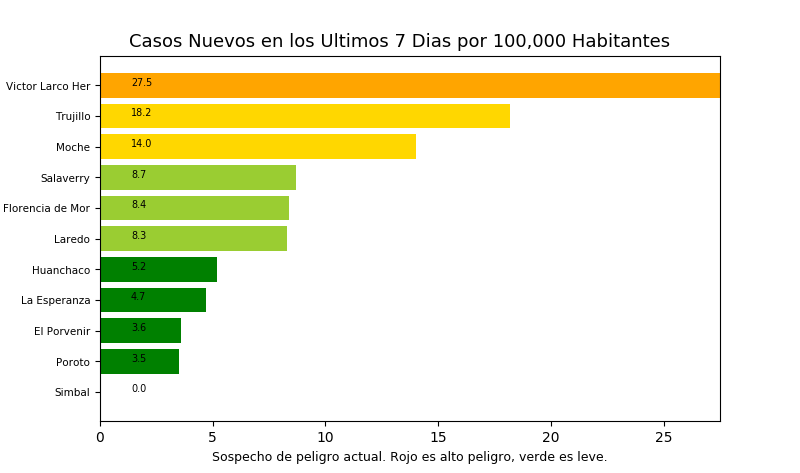 Casos Nuevos en los Ultimos 7 Dias por 100,000 Habitantes
Victor Larco Her 27.5
Trujillo 18.2
Moche 14.0
Salaverry 8.7
Florencia de Mor 8.4
Laredo 8.3
Huanchaco 5.2
La Esperanza 4.7
El Porvenir 3.6
Poroto 3.5
Simbal 0.0
0 5 10 15 20 25
Sospecho de peligro actual. Rojo es alto peligro, verde es leve.